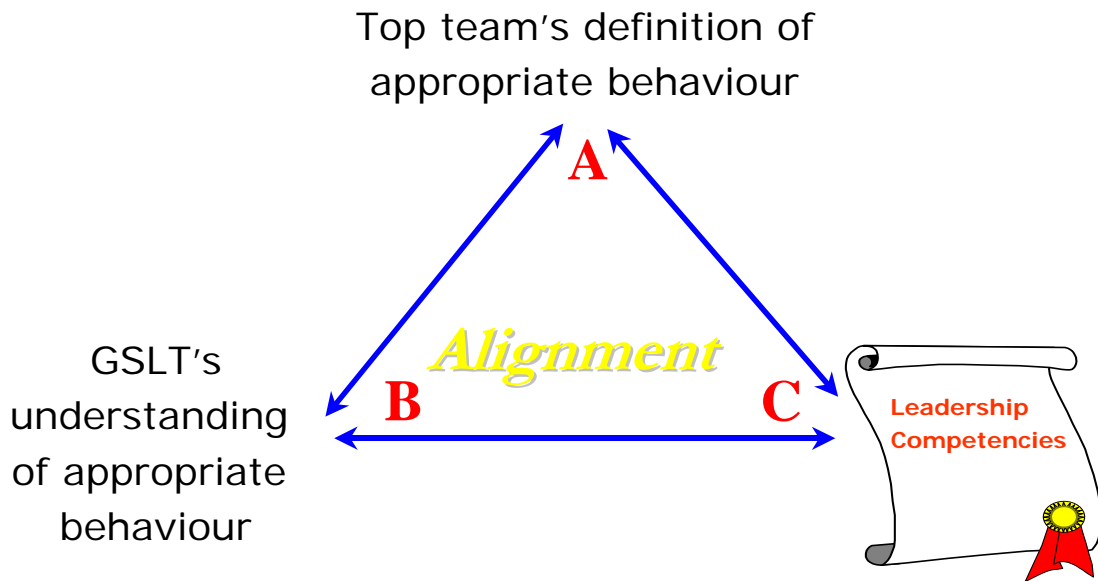 Top team's definition of
appropriate behaviour
A
Alignment
GSLT's
understanding
of appropriate
behaviour
B
C
Leadership
Competencies